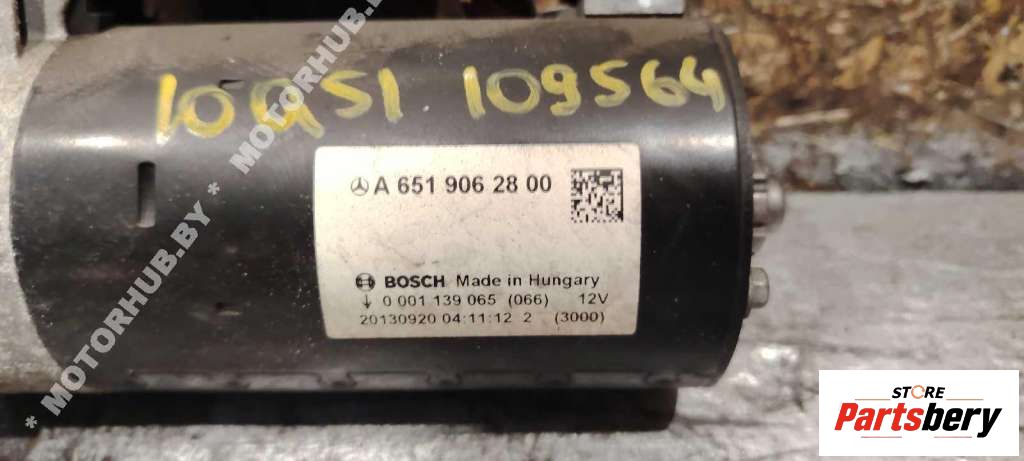 10QS1 109564
A 651 906 28 00
BOSCH Made in Hungary
0 001 139 065 (066) 12V
20130920 04:11:12 2 (3000)
* MOTORHUB.BY * MOTORHUB.BY
STORE
Partsbery